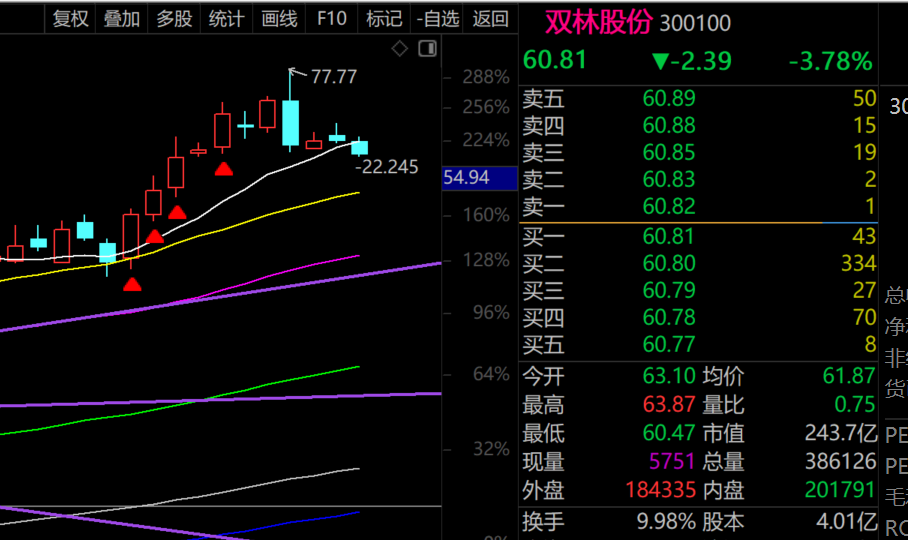 复权 叠加 多股 统计 画线 F10 标记 -自选 返回
双林股份 300100
60.81 ▼-2.39 -3.78%
卖五 60.89 50
卖四 60.88 15
卖三 60.85 19
卖二 60.83 2
卖一 60.82 1
买一 60.81 43
买二 60.80 334
买三 60.79 27
买四 60.78 70
买五 60.77 8
今开 63.10 均价 61.87
最高 63.87 量比 0.75
最低 60.47 市值 243.7亿
现量 5751 总量 386126
外盘 184335 内盘 201791
换手 9.98% 股本 4.01亿
77.77
-22.245
288%
256%
224%
54.94
160%
128%
96%
64%
32%
30
总
净
非
货
PE
PE
毛
RO